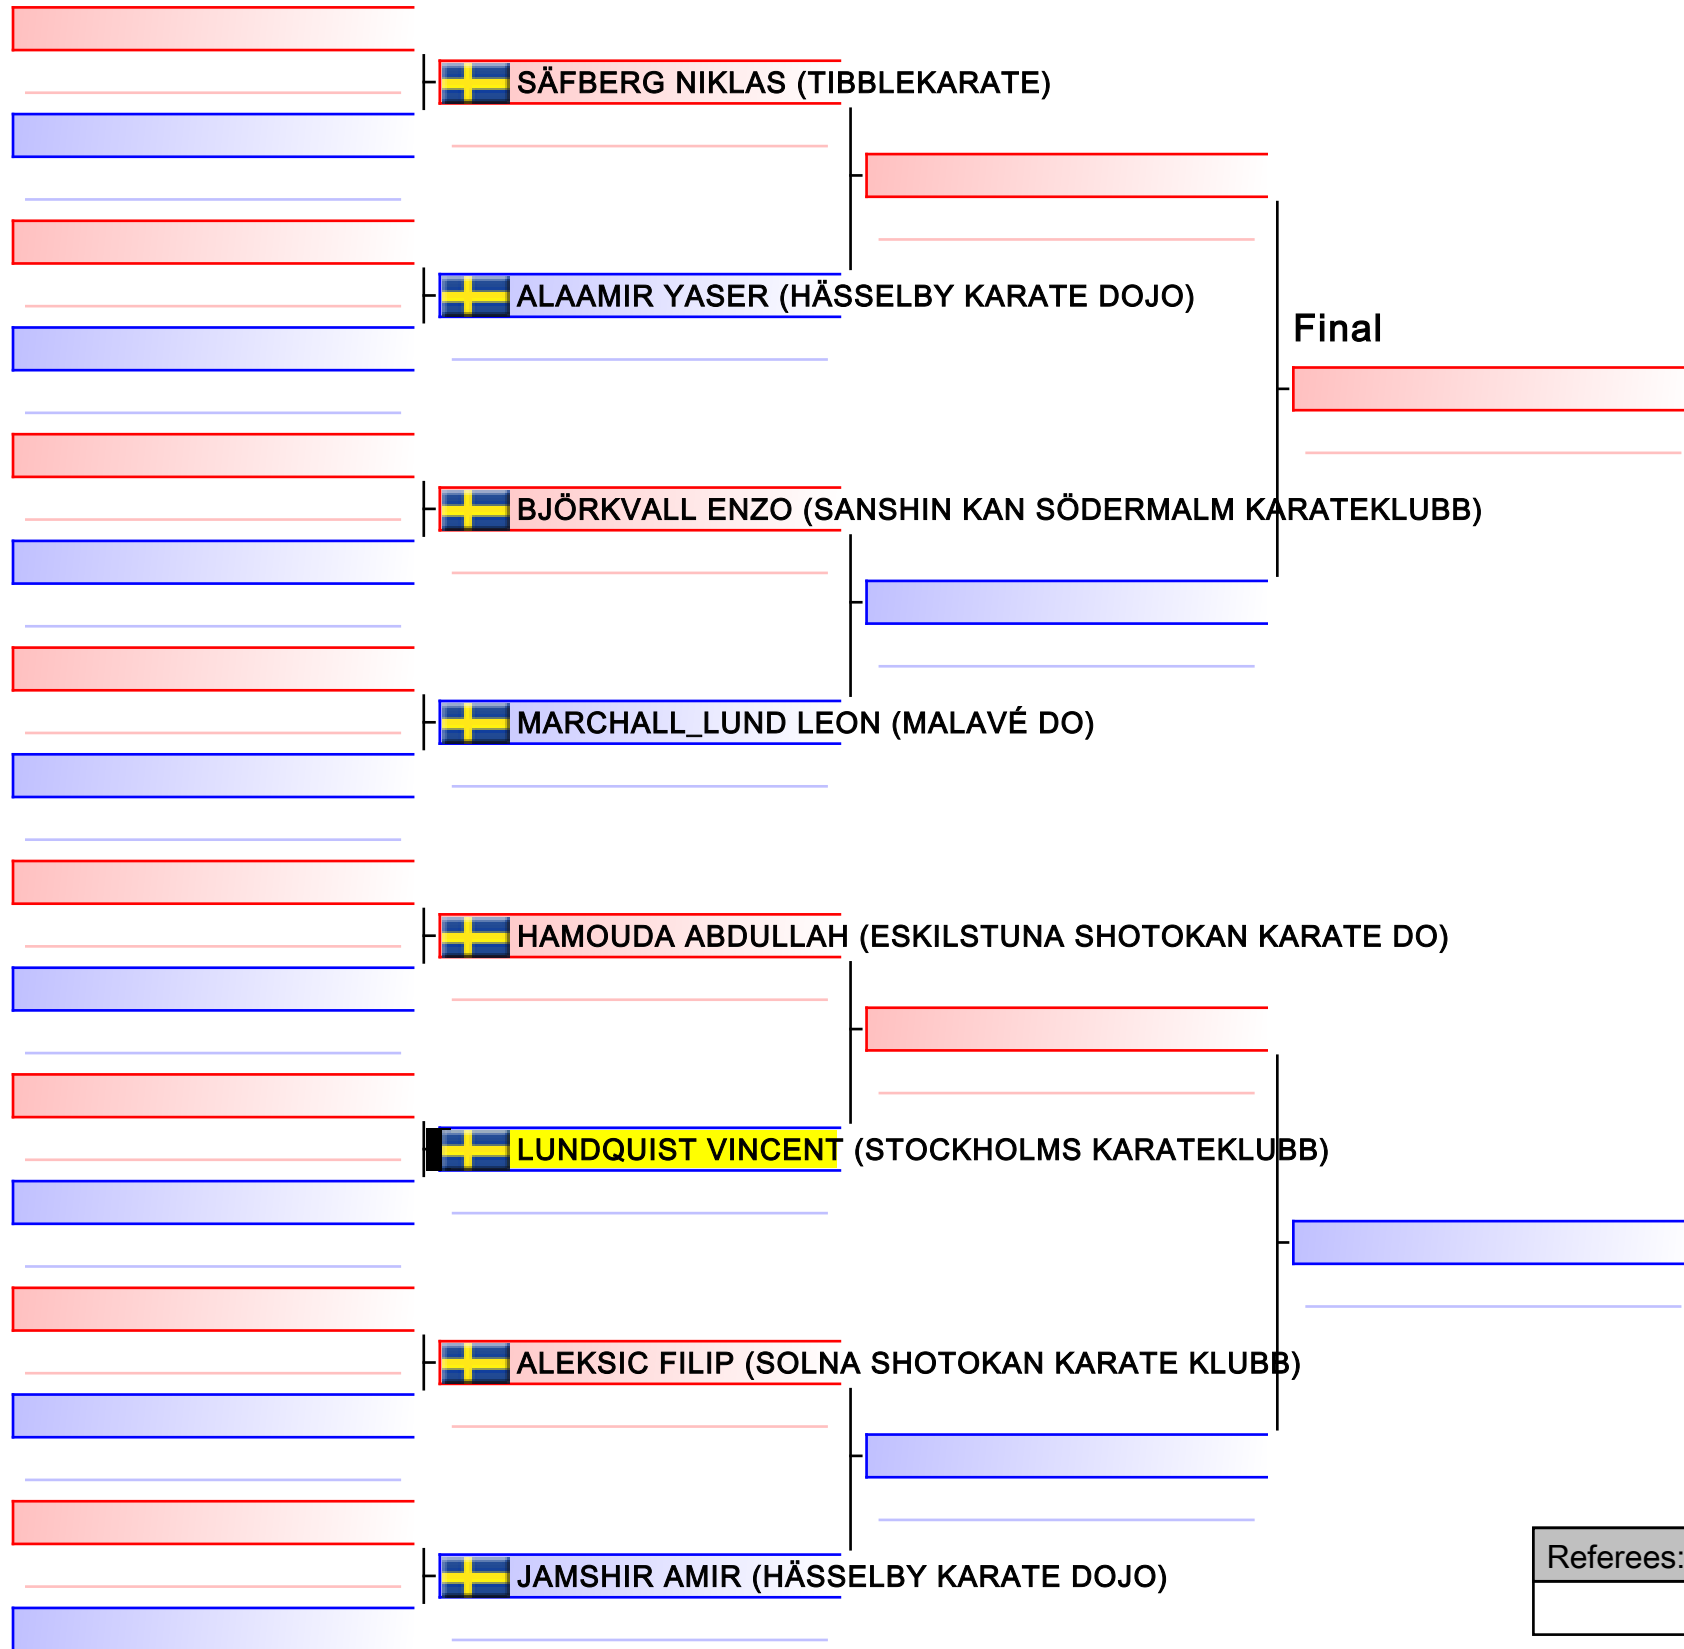 SÄFBERG NIKLAS (TIBBLEKARATE)
ALAAMIR YASER (HÄSSELBY KARATE DOJO)
Final
BJÖRKVALL ENZO (SANSHIN KAN SÖDERMALM KARATEKLUBB)
MARCHALL_LUND LEON (MALAVÉ DO)
HAMOUDA ABDULLAH (ESKILSTUNA SHOTOKAN KARATE DO)
LUNDQUIST VINCENT (STOCKHOLMS KARATEKLUBB)
ALEKSIC FILIP (SOLNA SHOTOKAN KARATE KLUBB)
Referees:
JAMSHIR AMIR (HÄSSELBY KARATE DOJO)